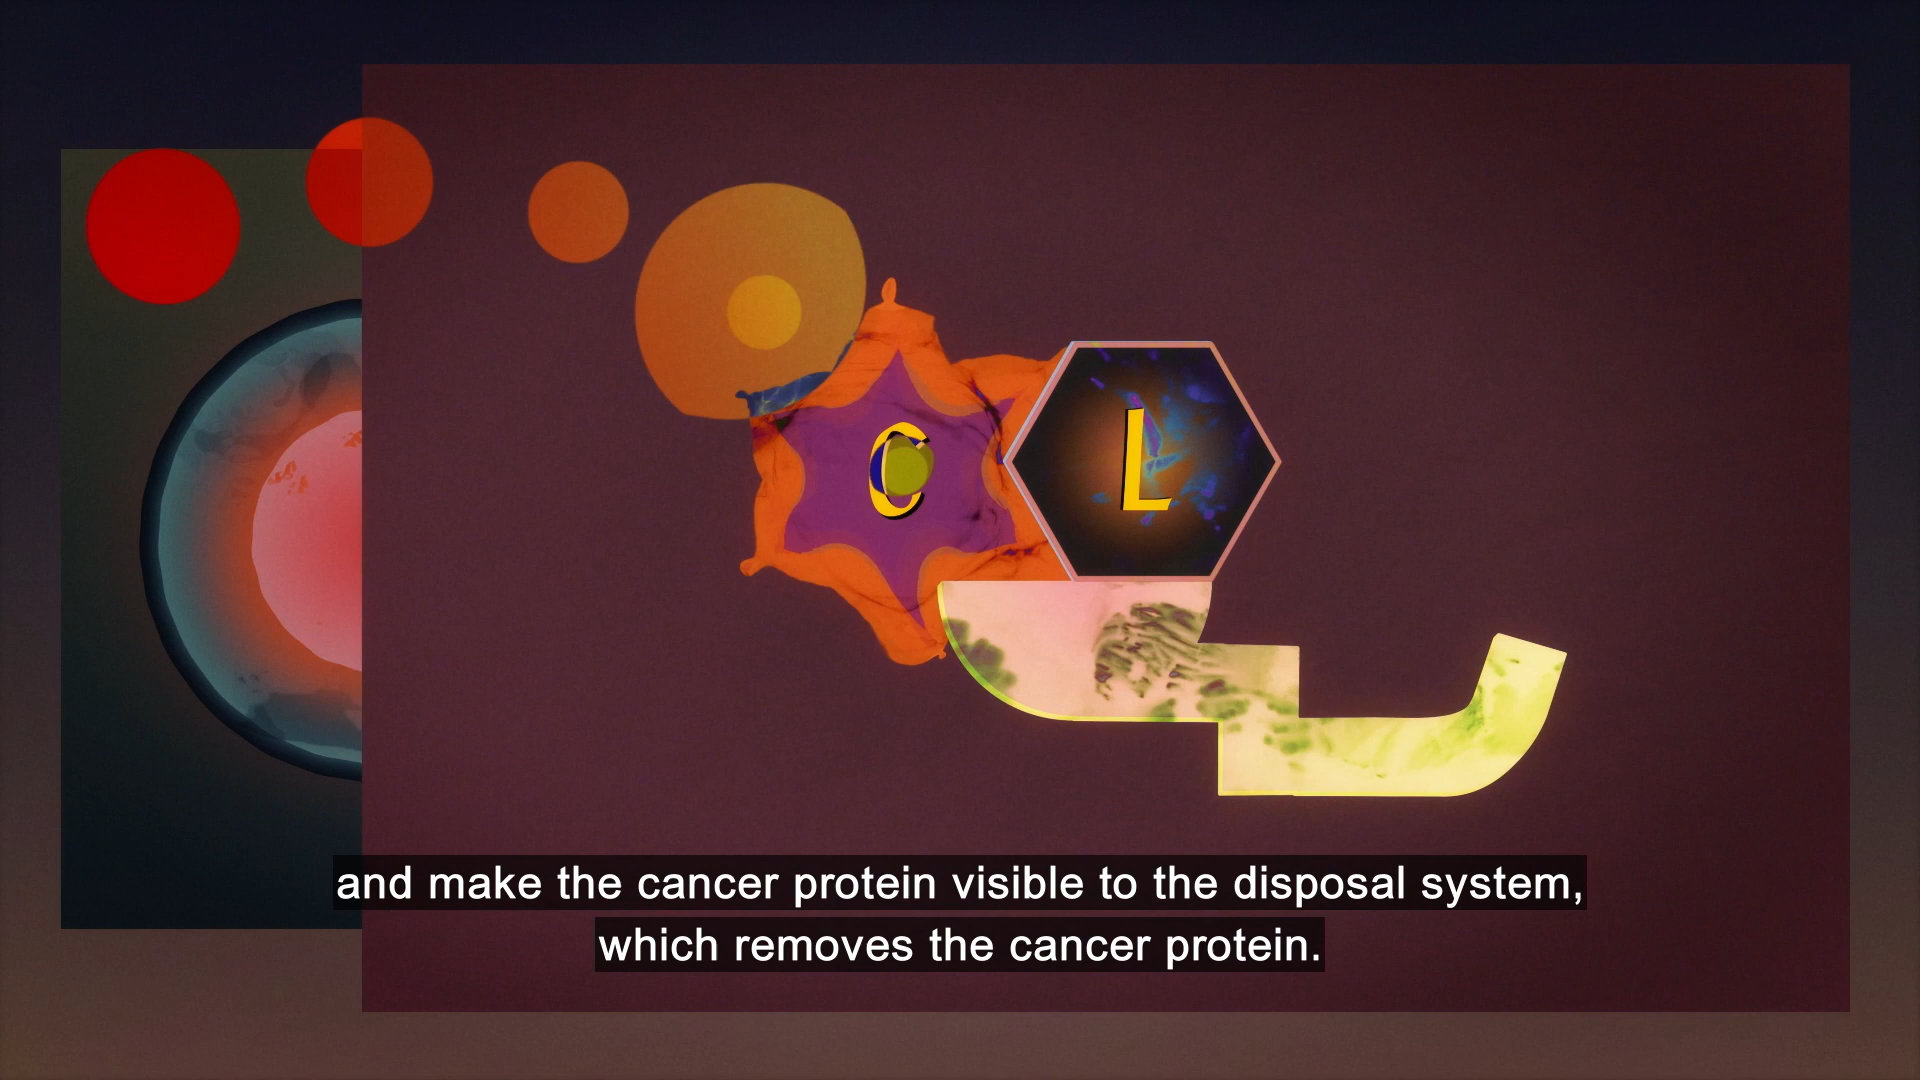 C
L
and make the cancer protein visible to the disposal system,
which removes the cancer protein.